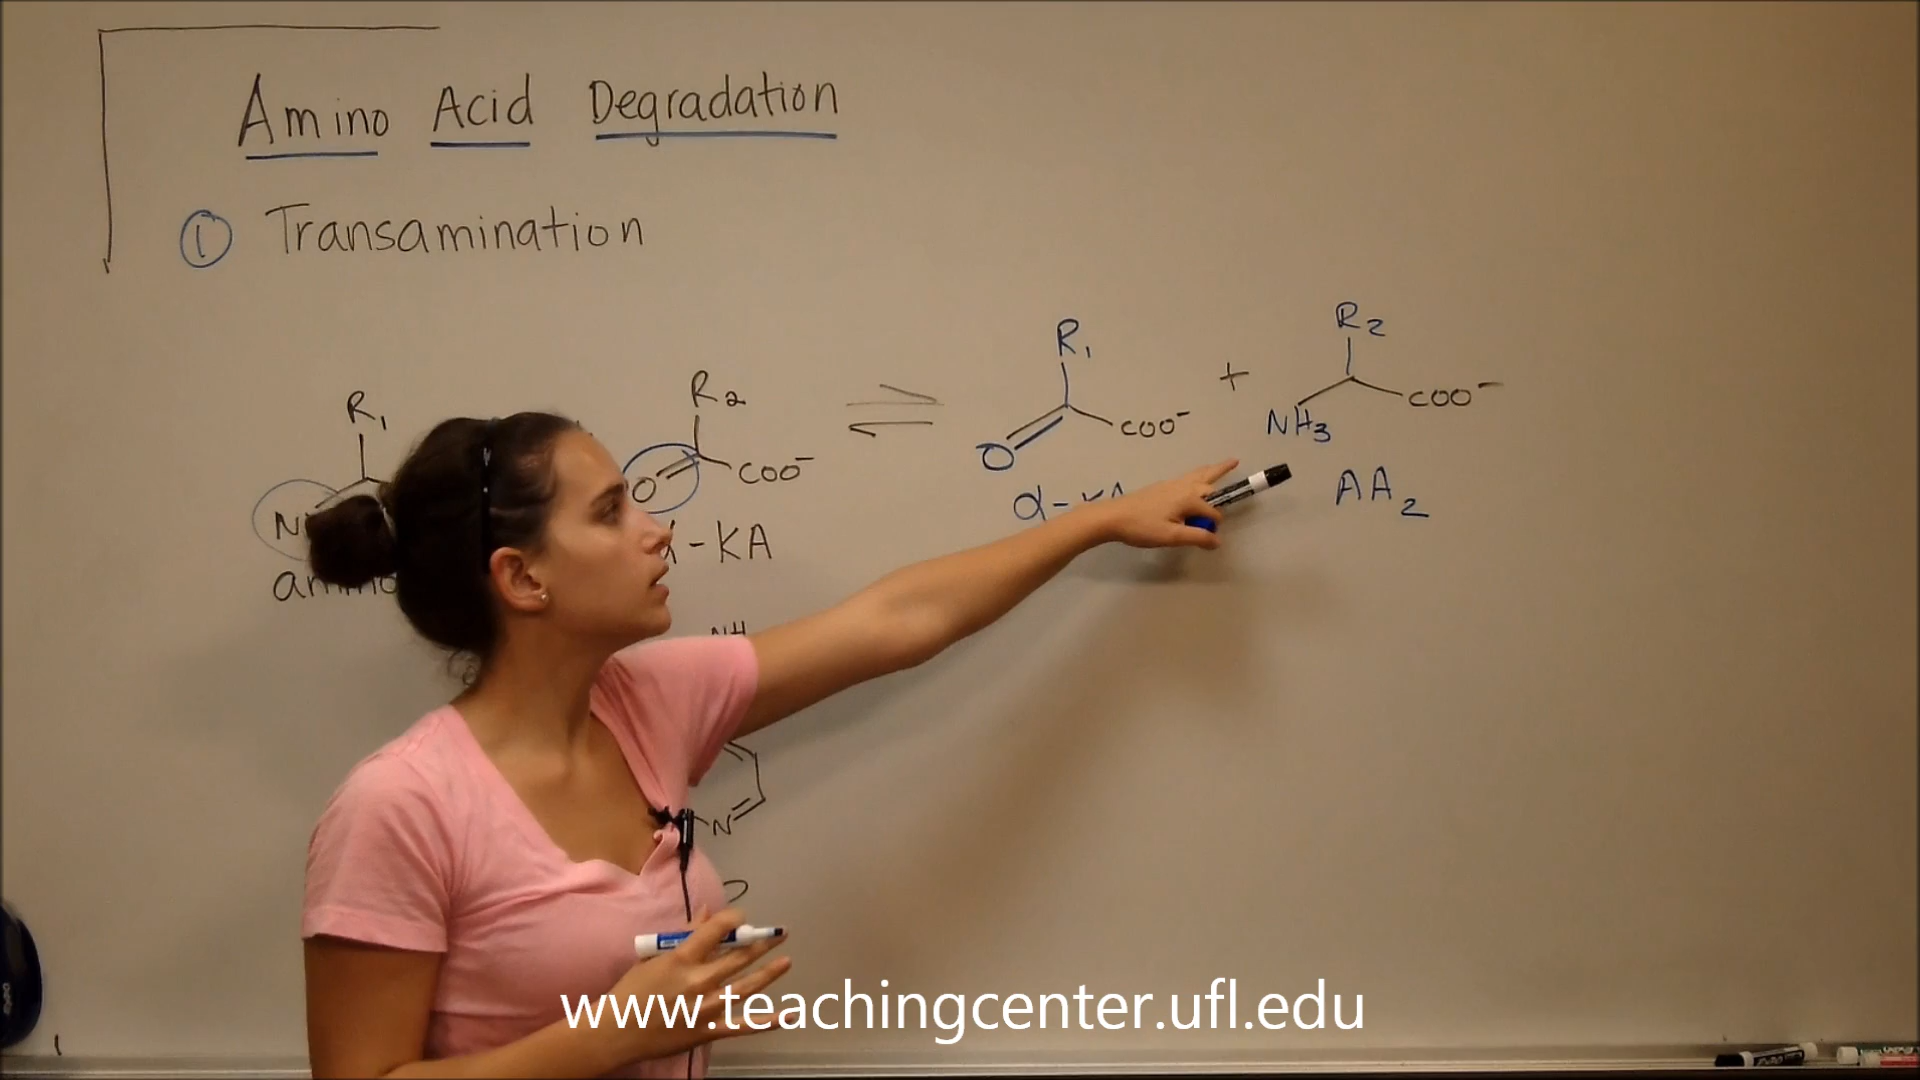 Amino Acid Degradation
① Transamination
R₁
R₂
R₁
+
R₂
O
COO⁻
⇌
O
COO⁻
NH₃
COO⁻
α-KA
AA₂
NH
N
www.teachingcenter.ufl.edu